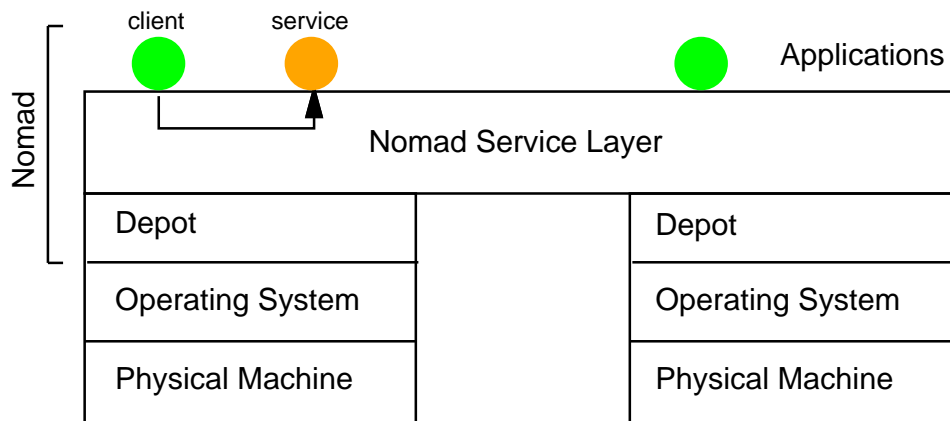 client
service
Applications
Nomad
Nomad Service Layer
Depot
Depot
Operating System
Operating System
Physical Machine
Physical Machine